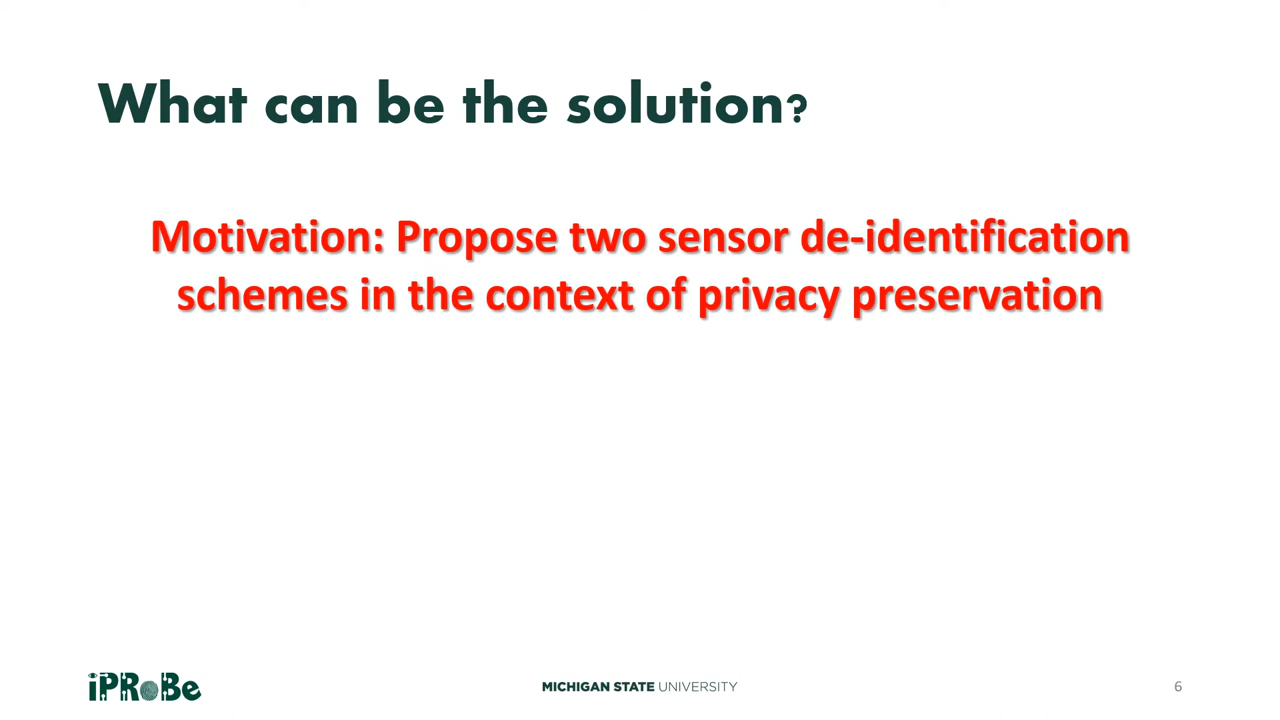 What can be the solution?
Motivation: Propose two sensor de-identification
schemes in the context of privacy preservation
iPRoBe
MICHIGAN STATE UNIVERSITY
6